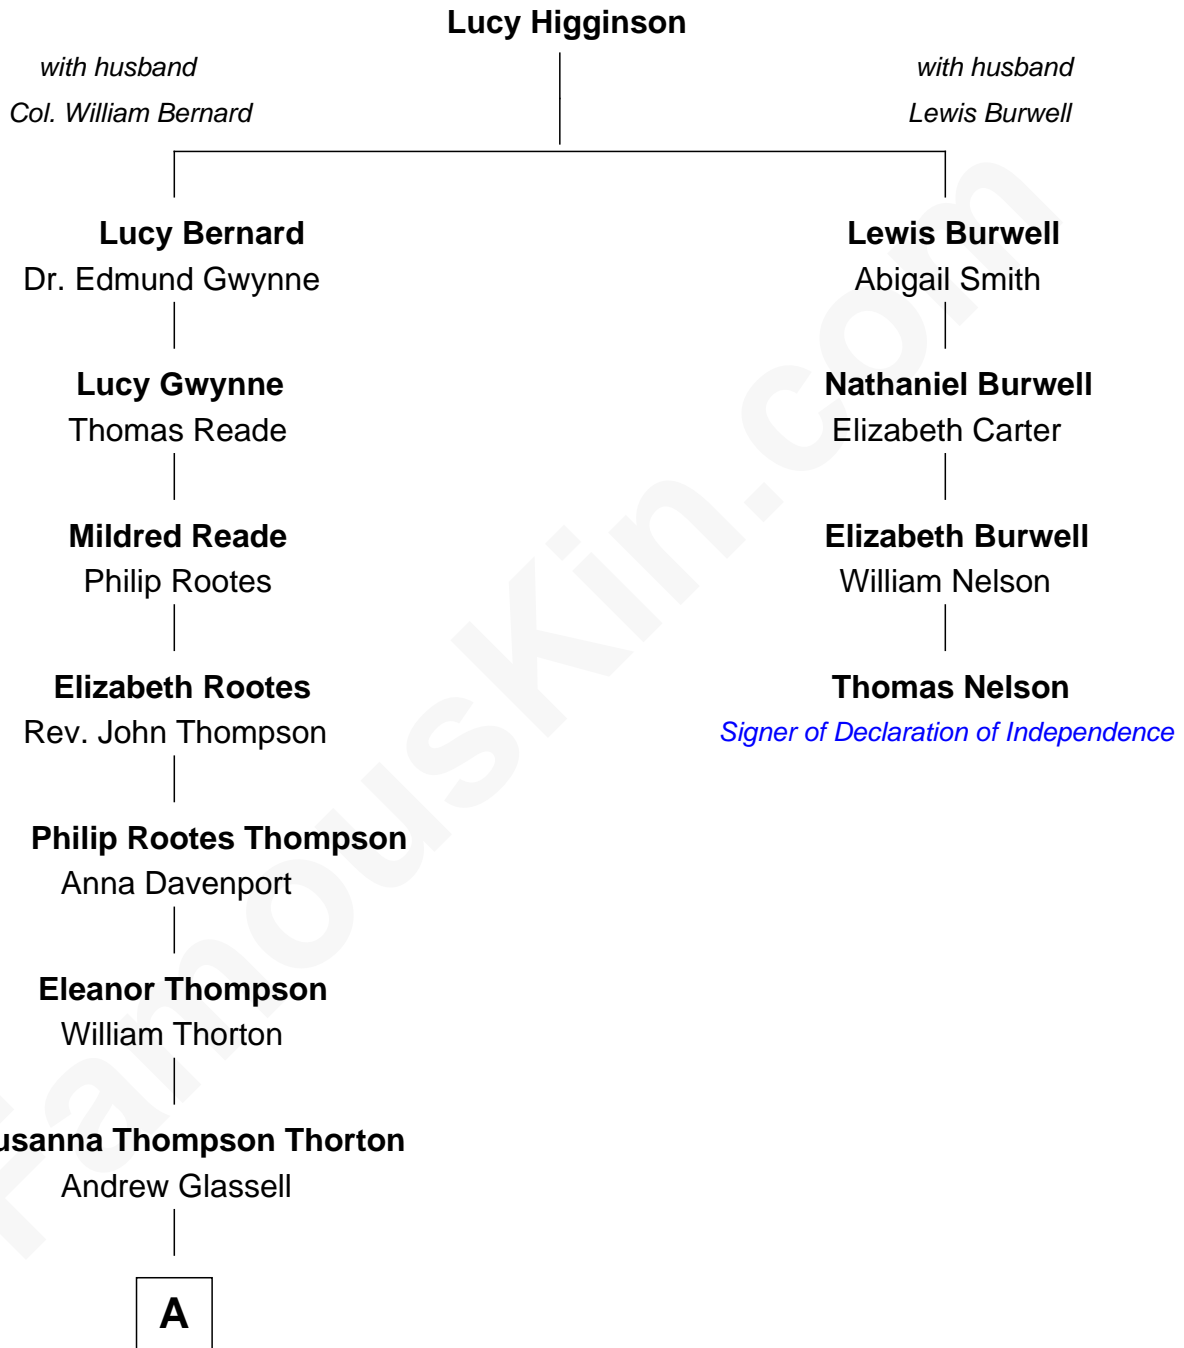 Lucy Higginson
with husband
Col. William Bernard
with husband
Lewis Burwell
Lucy Bernard
Dr. Edmund Gwynne
Lewis Burwell
Abigail Smith
Lucy Gwynne
Thomas Reade
Nathaniel Burwell
Elizabeth Carter
Mildred Reade
Philip Rootes
Elizabeth Burwell
William Nelson
Elizabeth Rootes
Rev. John Thompson
Thomas Nelson
Signer of Declaration of Independence
Philip Rootes Thompson
Anna Davenport
Eleanor Thompson
William Thorton
usanna Thompson Thorton
Andrew Glassell
A
FamousKin.com